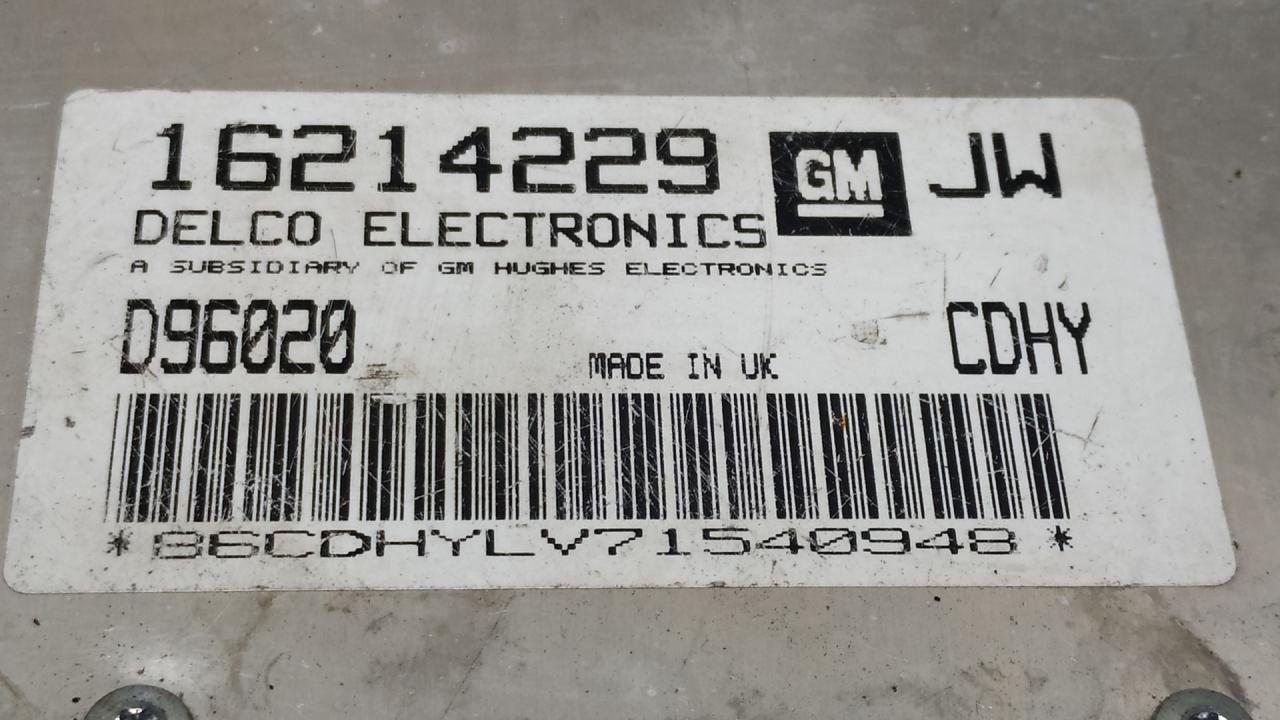 16214229 GM JW
DELCO ELECTRONICS
A SUBSIDIARY OF GM HUGHES ELECTRONICS
D96020 MADE IN UK CDHY
*86CDHYLV71540948*